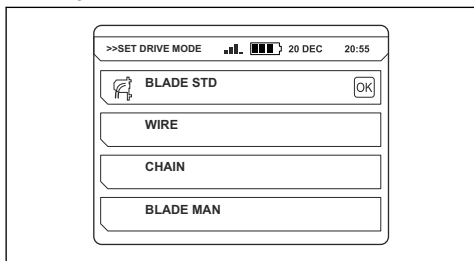 >>SET DRIVE MODE 20 DEC 20:55
BLADE STD OK
WIRE
CHAIN
BLADE MAN